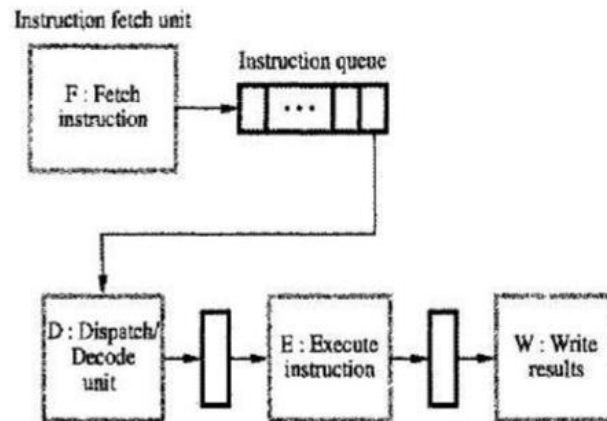 Instruction fetch unit
F : Fetch
instruction
Instruction queue
...
D : Dispatch/
Decode
unit
E : Execute
instruction
W : Write
results